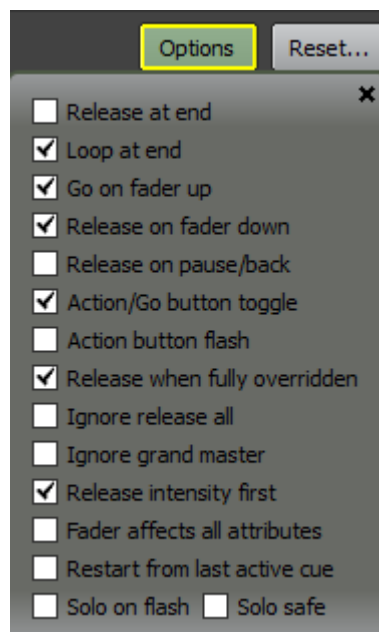 Options Reset...
Release at end
Loop at end
Go on fader up
Release on fader down
Release on pause/back
Action/Go button toggle
Action button flash
Release when fully overridden
Ignore release all
Ignore grand master
Release intensity first
Fader affects all attributes
Restart from last active cue
Solo on flash Solo safe